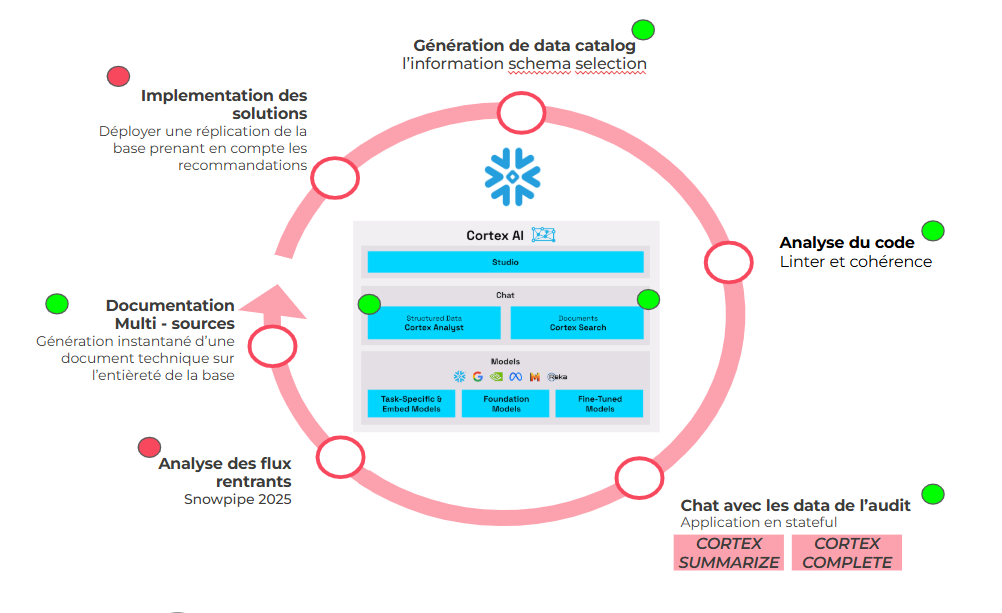 Génération de data catalog
l'information schema selection
Implementation des
solutions
Déployer une réplication de la
base prenant en compte les
recommandations
Cortex AI
Studio
Chat
Structured Data
Cortex Analyst
Documents
Cortex Search
Models
Reka
Task-Specific &
Embed Models
Foundation
Models
Fine-Tuned
Models
Analyse du code
Linter et cohérence
Documentation
Multi - sources
Génération instantané d'une
document technique sur
l'entièreté de la base
Analyse des flux
rentrants
Snowpipe 2025
Chat avec les data de l'audit
Application en stateful
CORTEX
SUMMARIZE
CORTEX
COMPLETE